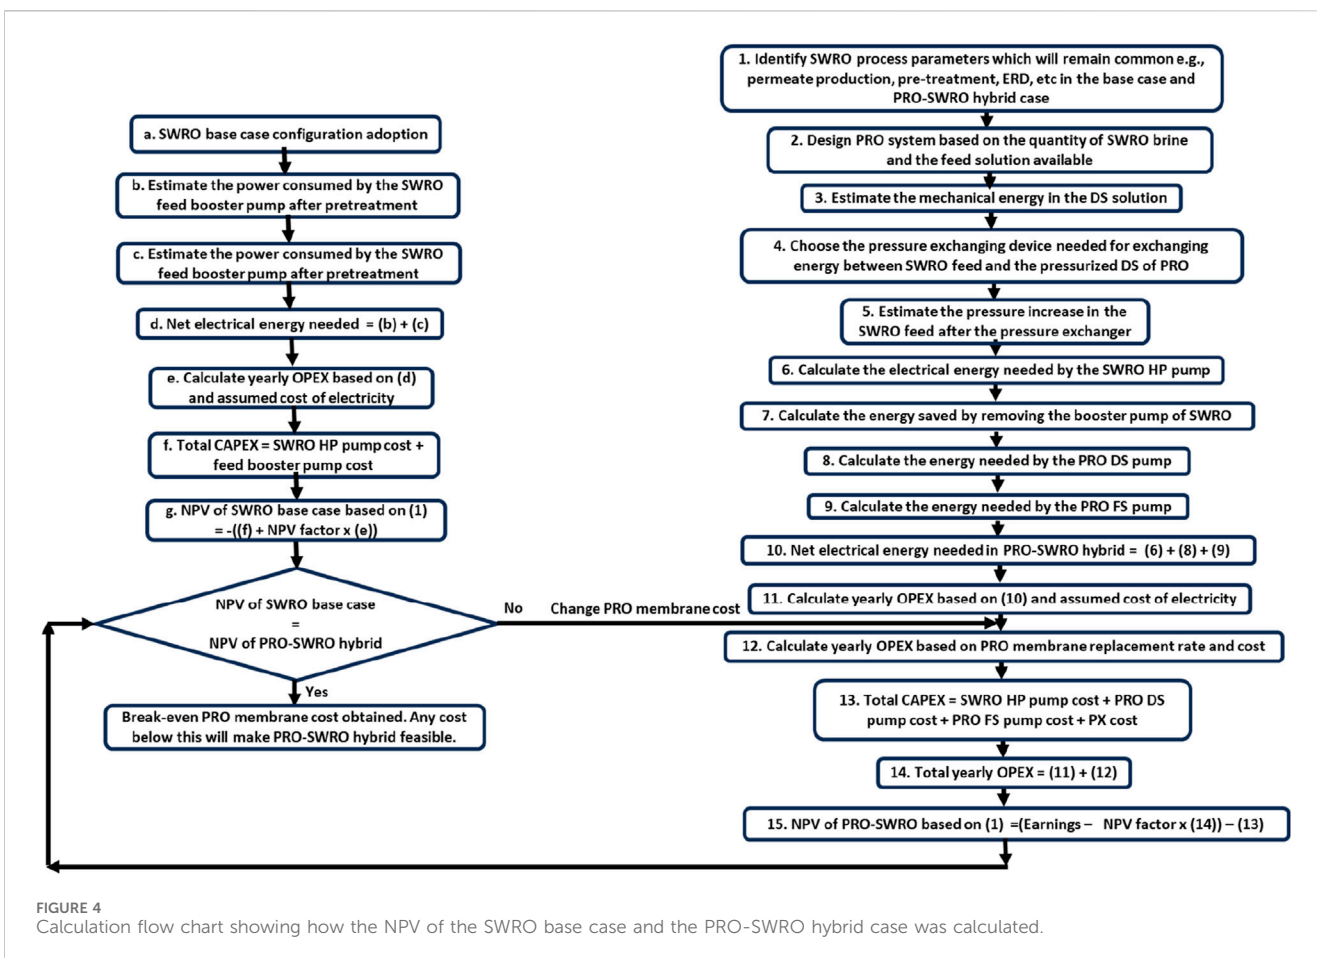 a. SWRO base case configuration adoption
b. Estimate the power consumed by the SWRO
feed booster pump after pretreatment
c. Estimate the power consumed by the SWRO
feed booster pump after pretreatment
d. Net electrical energy needed = (b) + (c)
e. Calculate yearly OPEX based on (d)
and assumed cost of electricity
f. Total CAPEX = SWRO HP pump cost +
feed booster pump cost
g. NPV of SWRO base case based on (1)
= -((f) + NPV factor x (e))
NPV of SWRO base case
=
NPV of PRO-SWRO hybrid
No
Change PRO membrane cost
Yes
Break-even PRO membrane cost obtained. Any cost
below this will make PRO-SWRO hybrid feasible.
1. Identify SWRO process parameters which will remain common e.g.,
permeate production, pre-treatment, ERD, etc in the base case and
PRO-SWRO hybrid case
2. Design PRO system based on the quantity of SWRO brine
and the feed solution available
3. Estimate the mechanical energy in the DS solution
4. Choose the pressure exchanging device needed for exchanging
energy between SWRO feed and the pressurized DS of PRO
5. Estimate the pressure increase in the
SWRO feed after the pressure exchanger
6. Calculate the electrical energy needed by the SWRO HP pump
7. Calculate the energy saved by removing the booster pump of SWRO
8. Calculate the energy needed by the PRO DS pump
9. Calculate the energy needed by the PRO FS pump
10. Net electrical energy needed in PRO-SWRO hybrid = (6) + (8) + (9)
11. Calculate yearly OPEX based on (10) and assumed cost of electricity
12. Calculate yearly OPEX based on PRO membrane replacement rate and cost
13. Total CAPEX = SWRO HP pump cost + PRO DS
pump cost + PRO FS pump cost + PX cost
14. Total yearly OPEX = (11) + (12)
15. NPV of PRO-SWRO based on (1) =(Earnings – NPV factor x (14)) – (13)
FIGURE 4
Calculation flow chart showing how the NPV of the SWRO base case and the PRO-SWRO hybrid case was calculated.